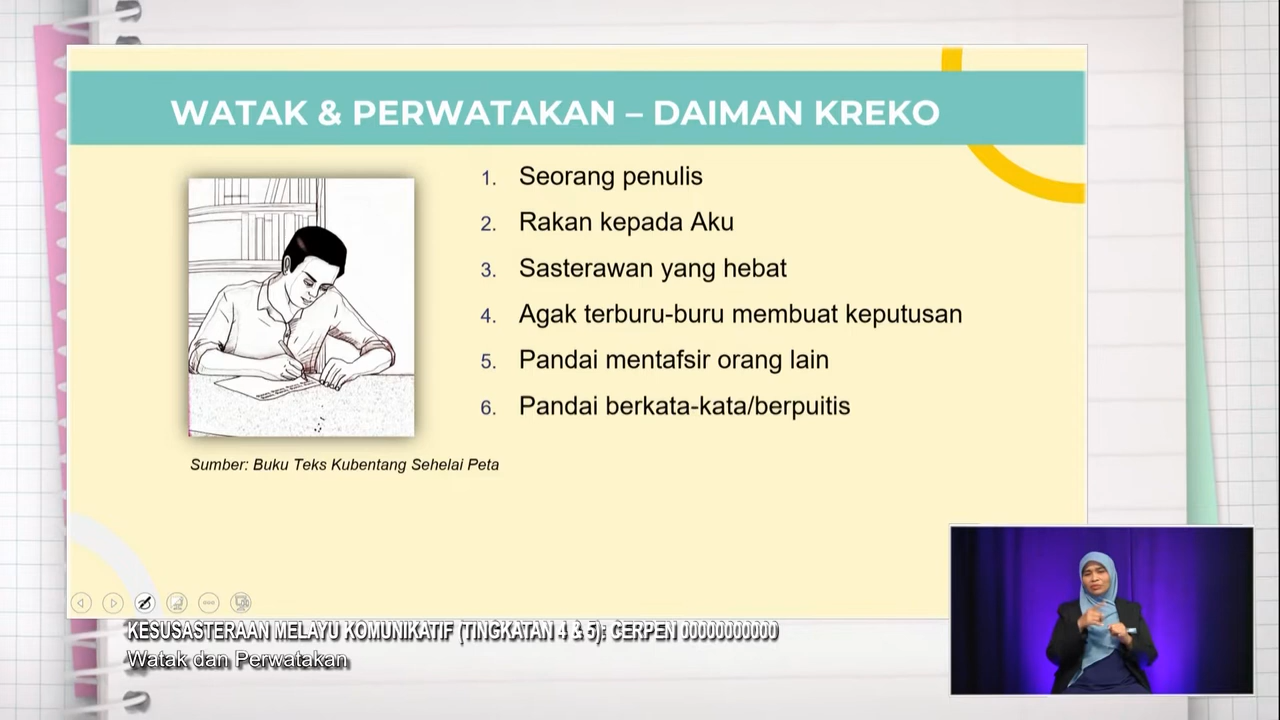 WATAK & PERWATAKAN – DAIMAN KREKO
1. Seorang penulis
2. Rakan kepada Aku
3. Sasterawan yang hebat
4. Agak terburu-buru membuat keputusan
5. Pandai mentafsir orang lain
6. Pandai berkata-kata/berpuitis
Sumber: Buku Teks Kubentang Sehelai Peta
KESUSASTERAAN MELAYU KOMUNIKATIF (TINGKATAN 4 & 5): CERPEN 00000000000
Watak dan Perwatakan